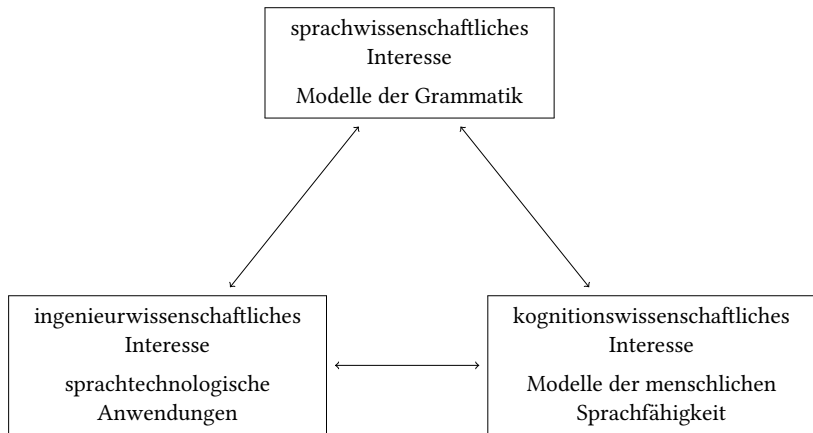 sprachwissenschaftliches
Interesse
Modelle der Grammatik
ingenieurwissenschaftliches
Interesse
sprachtechnologische
Anwendungen
kognitionswissenschaftliches
Interesse
Modelle der menschlichen
Sprachfähigkeit